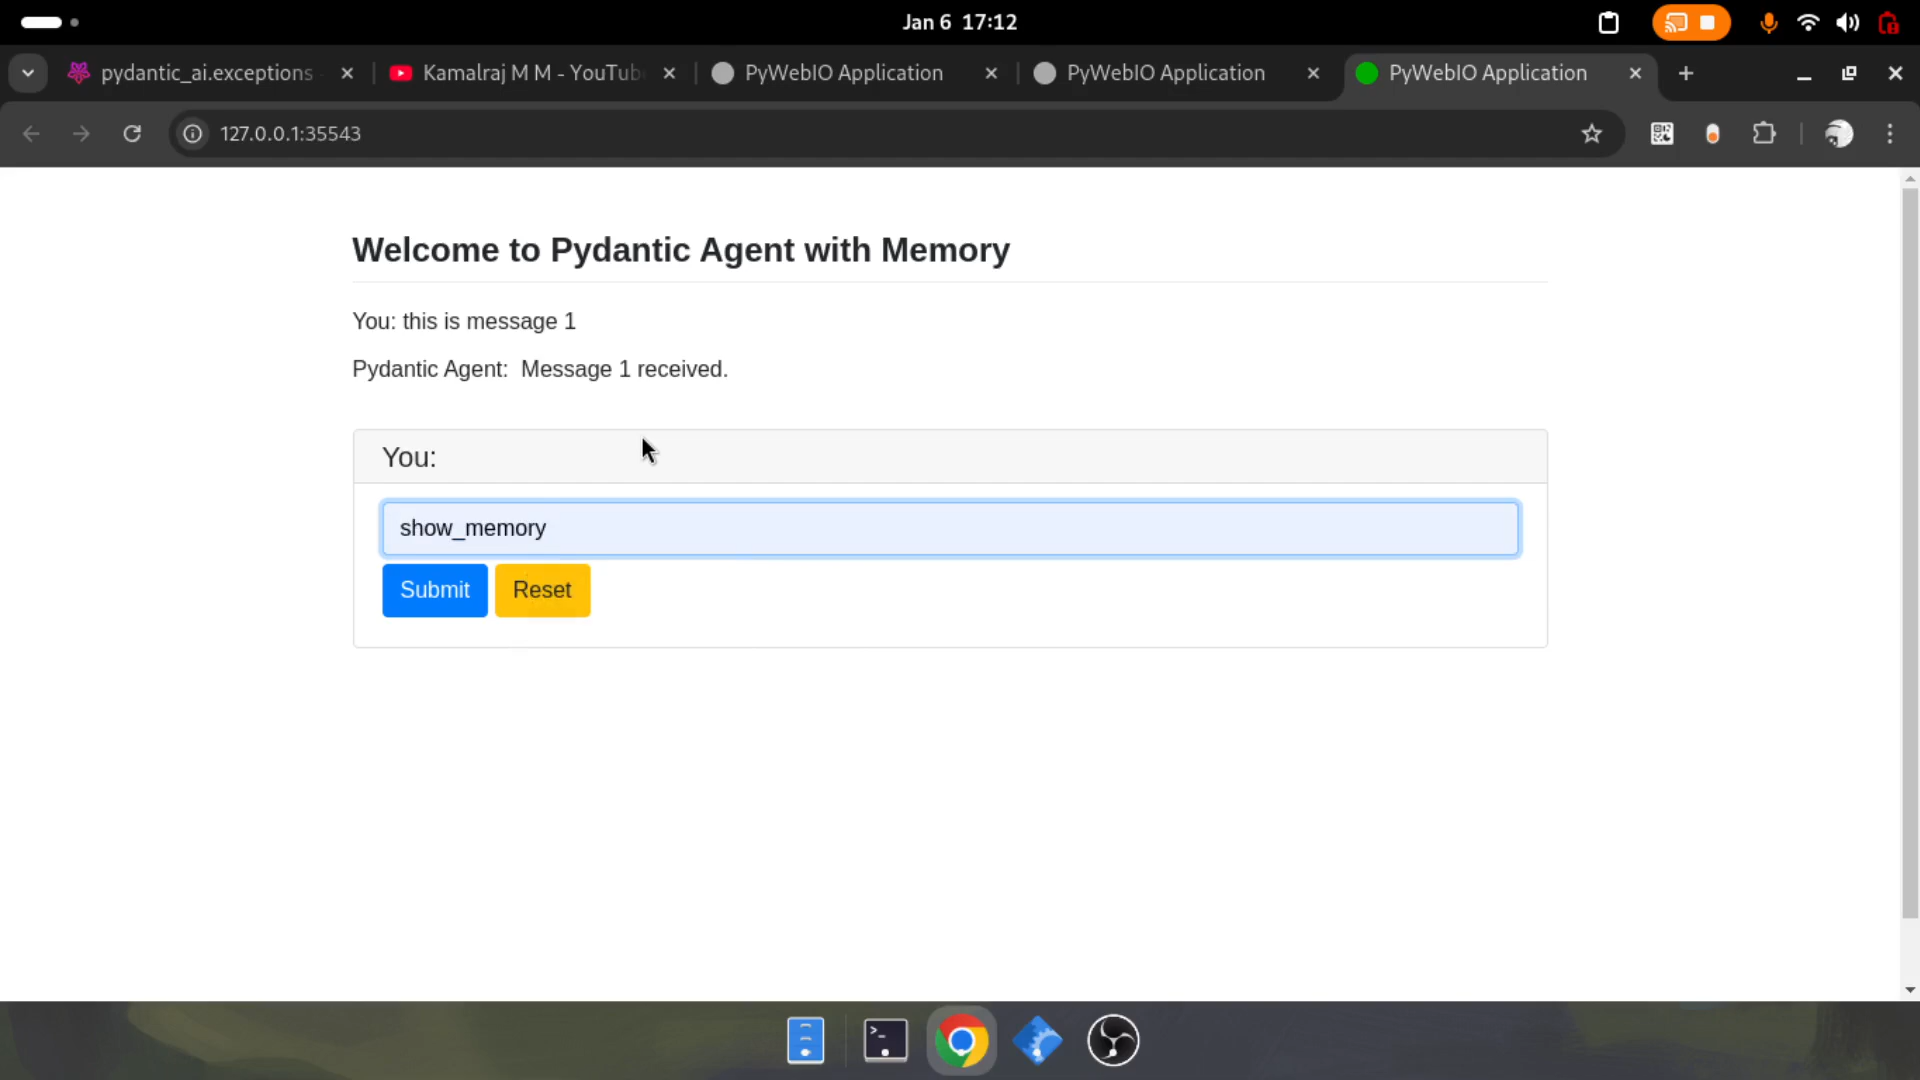 Jan 6 17:12
pydantic_ai.exceptions
Kamalraj M M - YouTub
PyWebIO Application
PyWebIO Application
PyWebIO Application
127.0.0.1:35543
Welcome to Pydantic Agent with Memory
You: this is message 1
Pydantic Agent: Message 1 received.
You:
show_memory
Submit Reset